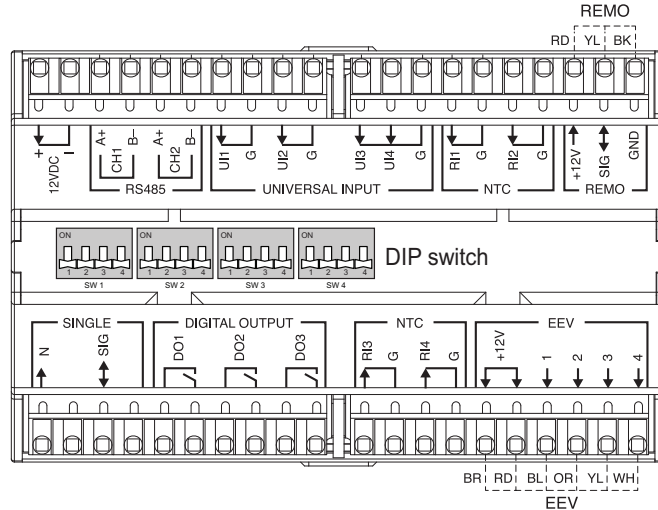 REMO
RD YL BK
+ 12VDC I A+ CH1 B– A+ CH2 B– UI1 G UI2 G UI3 UI4 G RI1 G RI2 G +12V SIG GND
RS485 UNIVERSAL INPUT NTC REMO
ON ON ON ON
1 2 3 4 1 2 3 4 1 2 3 4 1 2 3 4
DIP switch
SW 1 SW 2 SW 3 SW 4
SINGLE DIGITAL OUTPUT NTC EEV
N SIG DO1 DO2 DO3 RI3 G RI4 G +12V 1 2 3 4
BR RD BL OR YL WH
EEV